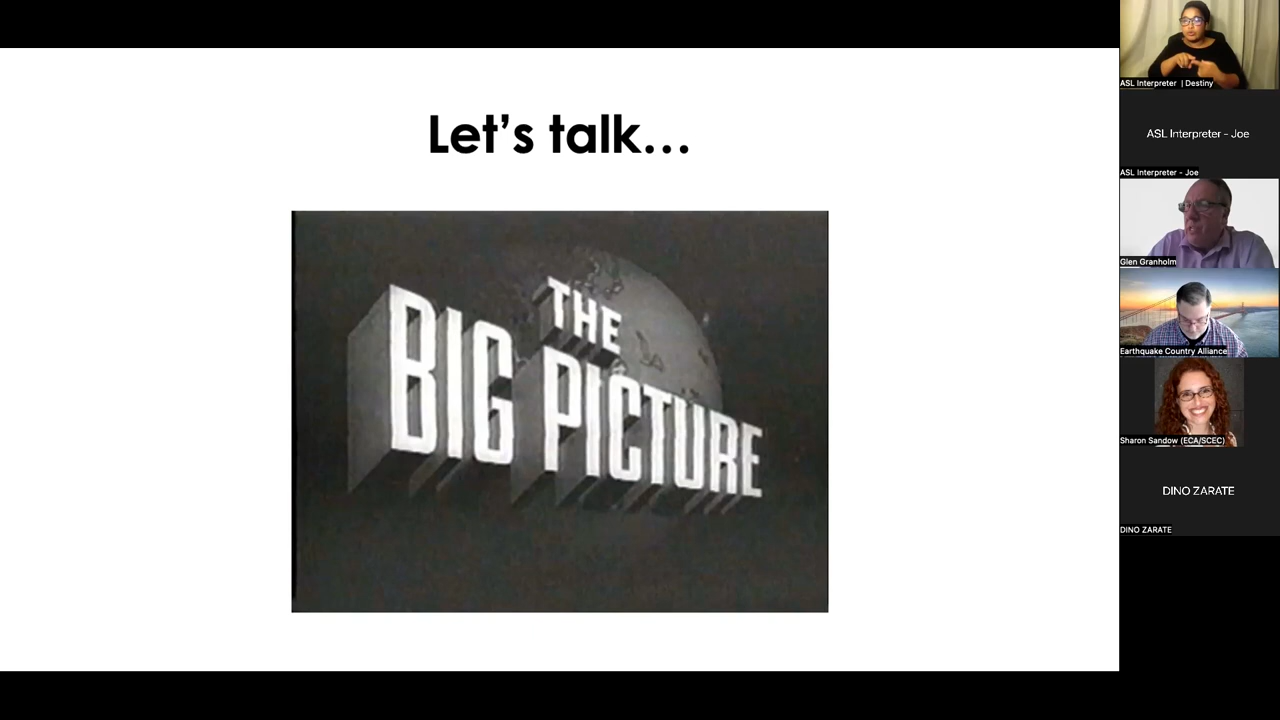 Let's talk…
THE
BIG PICTURE
ASL Interpreter | Destiny
ASL Interpreter - Joe
ASL Interpreter - Joe
Glen Granholm
Earthquake Country Alliance
Sharon Sandow (ECA/SCEC)
DINO ZARATE
DINO ZARATE